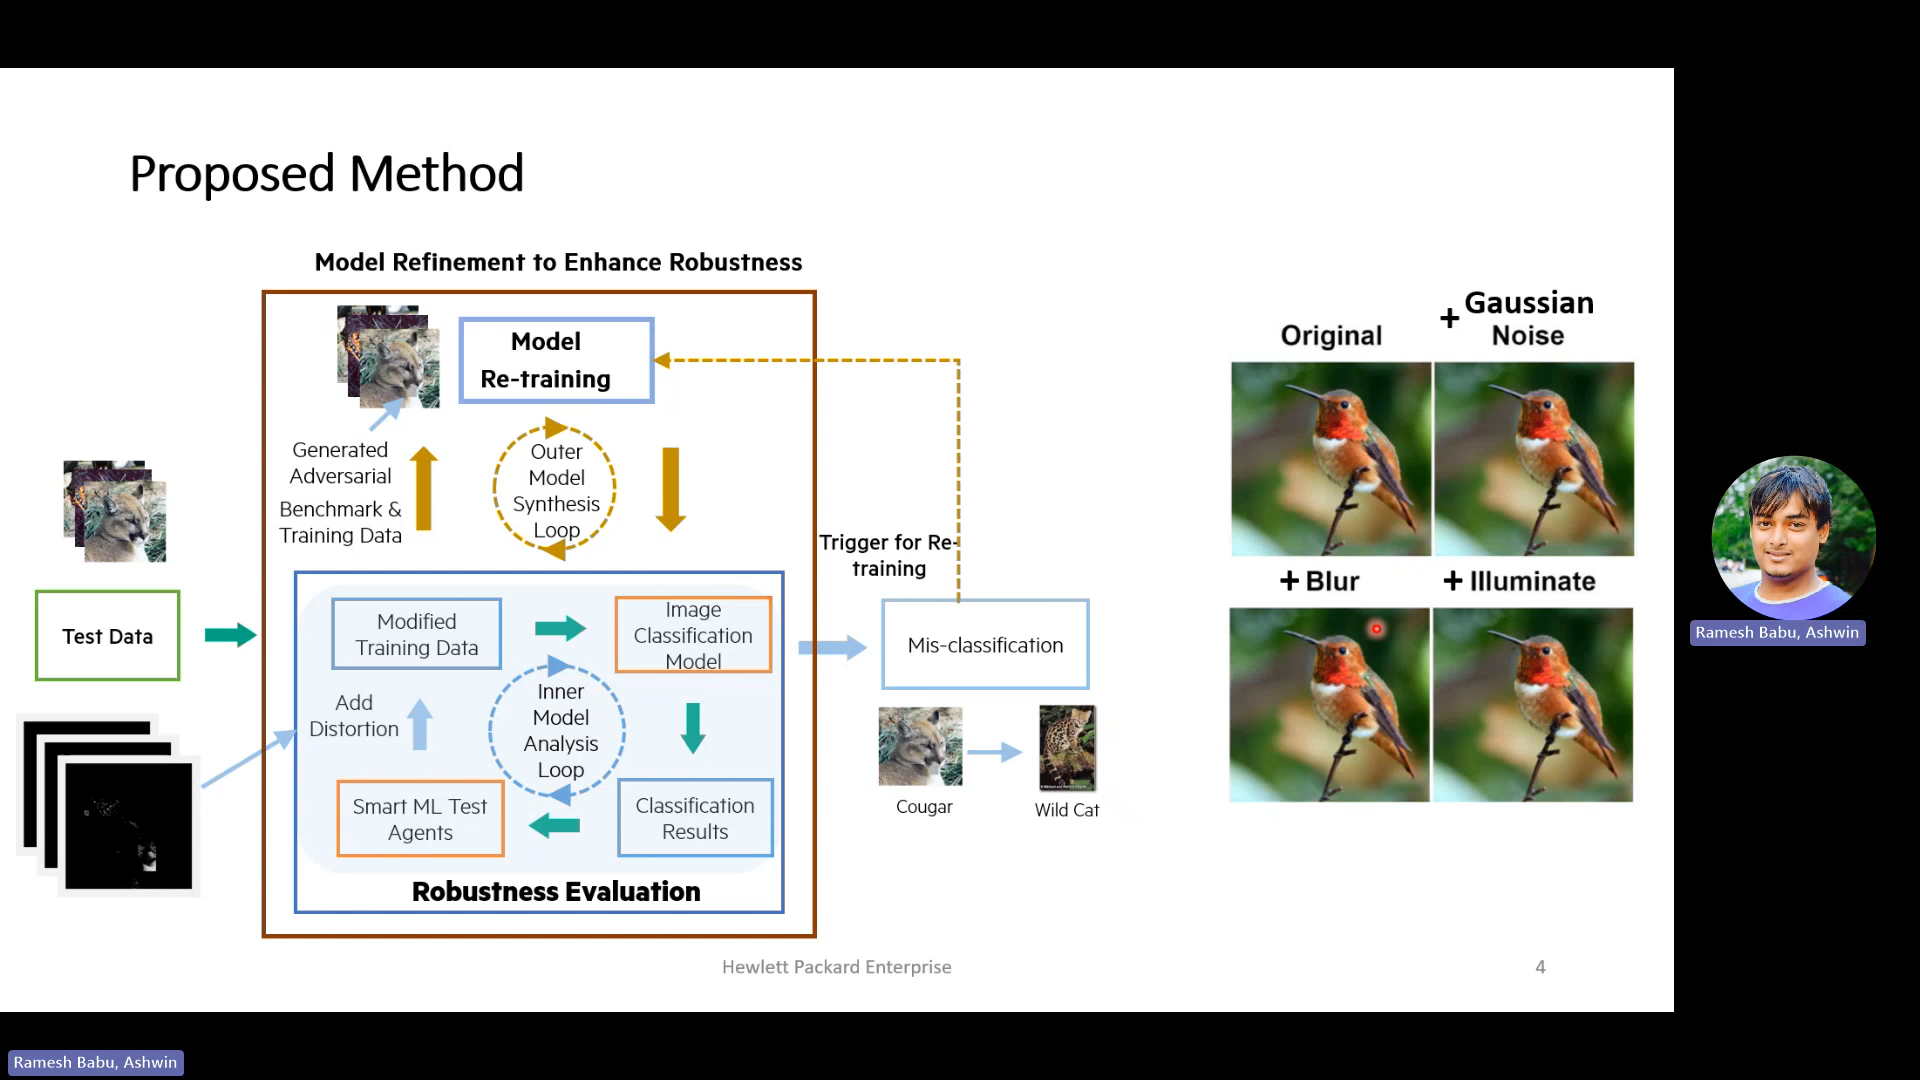 Proposed Method
Model Refinement to Enhance Robustness
Model
Re-training
Generated
Adversarial
Benchmark &
Training Data
Outer
Model
Synthesis
Loop
Test Data
Modified
Training Data
Image
Classification
Model
Add
Distortion
Inner
Model
Analysis
Loop
Smart ML Test
Agents
Classification
Results
Robustness Evaluation
Trigger for Re-
training
Mis-classification
Cougar
Wild Cat
Original
+ Gaussian
Noise
+ Blur
+ Illuminate
Hewlett Packard Enterprise
4
Ramesh Babu, Ashwin
Ramesh Babu, Ashwin